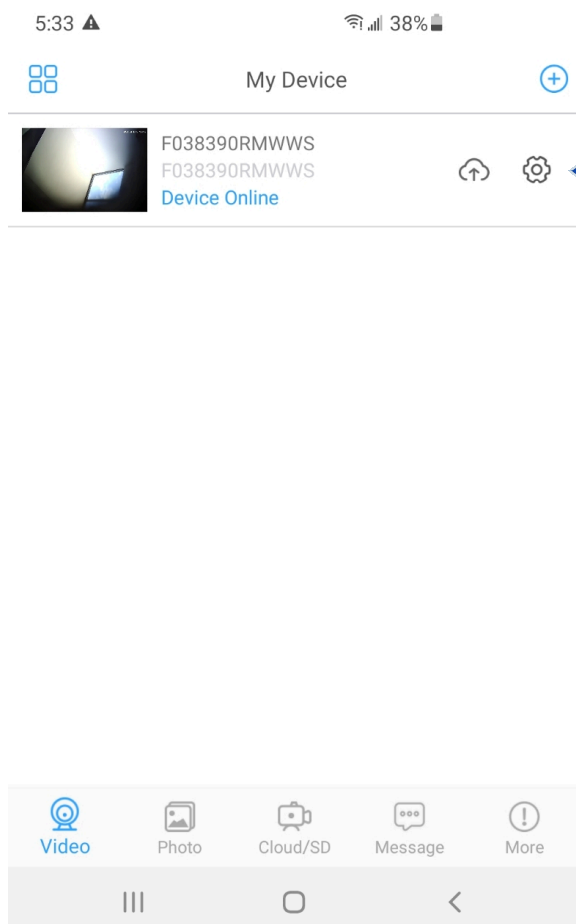 5:33 38%
My Device
F038390RMWWS
F038390RMWWS
Device Online
Video Photo Cloud/SD Message More